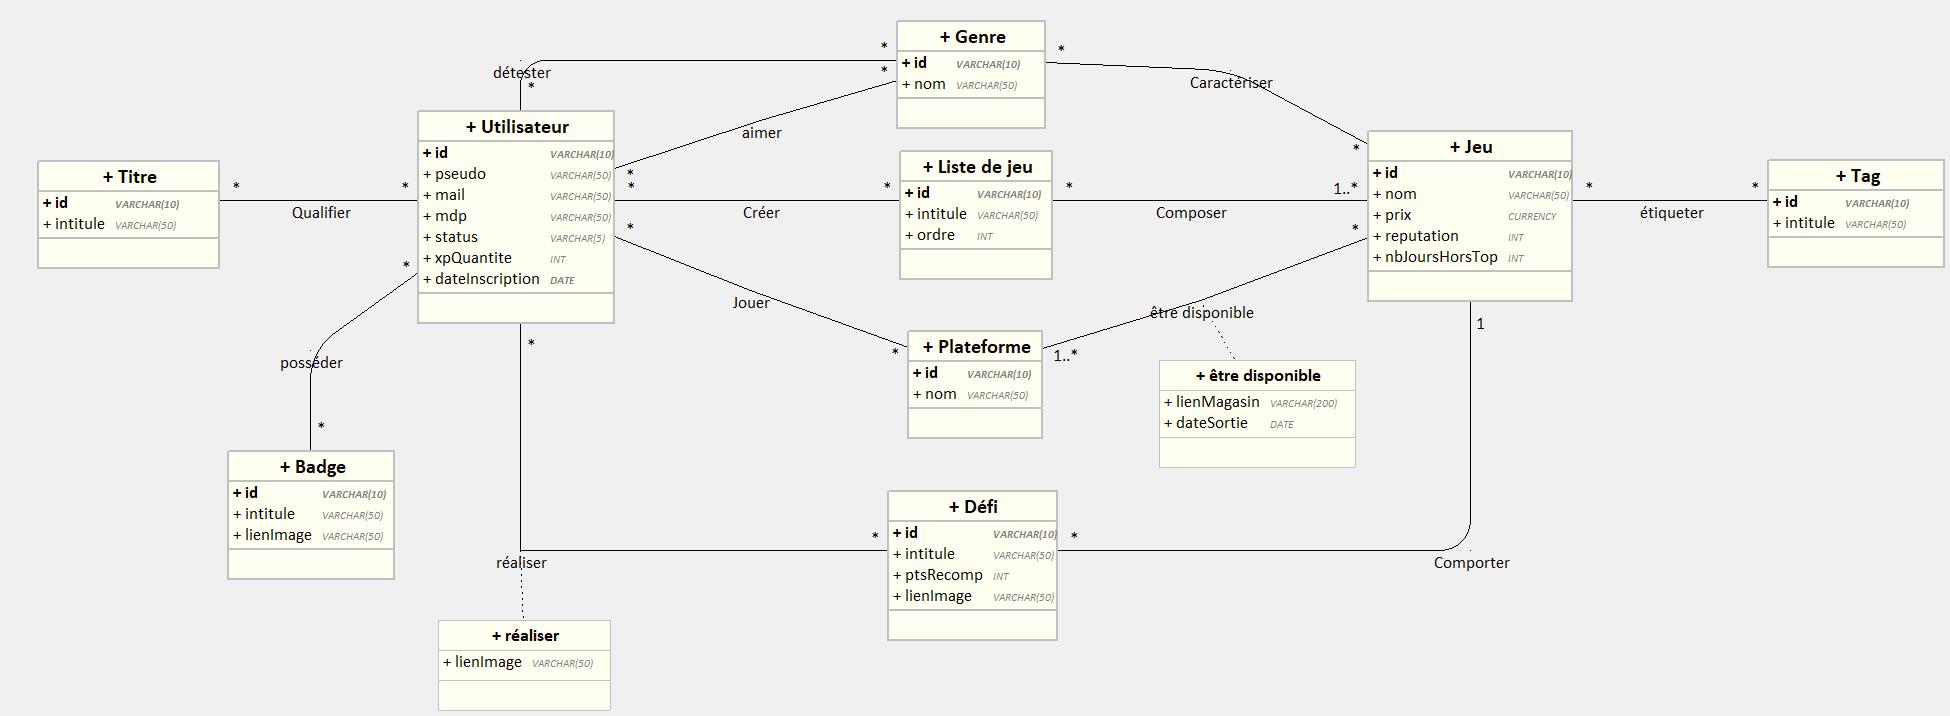 + Genre
+ id VARCHAR(10)
+ nom VARCHAR(50)
*
*
*
détester
*
Caractériser
*
aimer
+ Utilisateur
+ id VARCHAR(10)
+ pseudo VARCHAR(50)
+ mail VARCHAR(50)
+ mdp VARCHAR(50)
+ status VARCHAR(5)
+ xpQuantite INT
+ dateInscription DATE
*
*
*
+ Titre
+ id VARCHAR(10)
+ intitule VARCHAR(50)
*
Qualifier
*
Créer
*
+ Liste de jeu
+ id VARCHAR(10)
+ intitule VARCHAR(50)
+ ordre INT
*
Composer
1..*
+ Jeu
+ id VARCHAR(10)
+ nom VARCHAR(50)
+ prix CURRENCY
+ reputation INT
+ nbJoursHorsTop INT
*
étiqueter
*
+ Tag
+ id VARCHAR(10)
+ intitule VARCHAR(50)
*
posséder
*
+ Badge
+ id VARCHAR(10)
+ intitule VARCHAR(50)
+ lienImage VARCHAR(50)
Jouer
*
+ Plateforme
+ id VARCHAR(10)
+ nom VARCHAR(50)
1..*
être disponible
*
+ être disponible
+ lienMagasin VARCHAR(200)
+ dateSortie DATE
1
*
réaliser
*
+ Défi
+ id VARCHAR(10)
+ intitule VARCHAR(50)
+ ptsRecomp INT
+ lienImage VARCHAR(50)
*
Comporter
+ réaliser
+ lienImage VARCHAR(50)